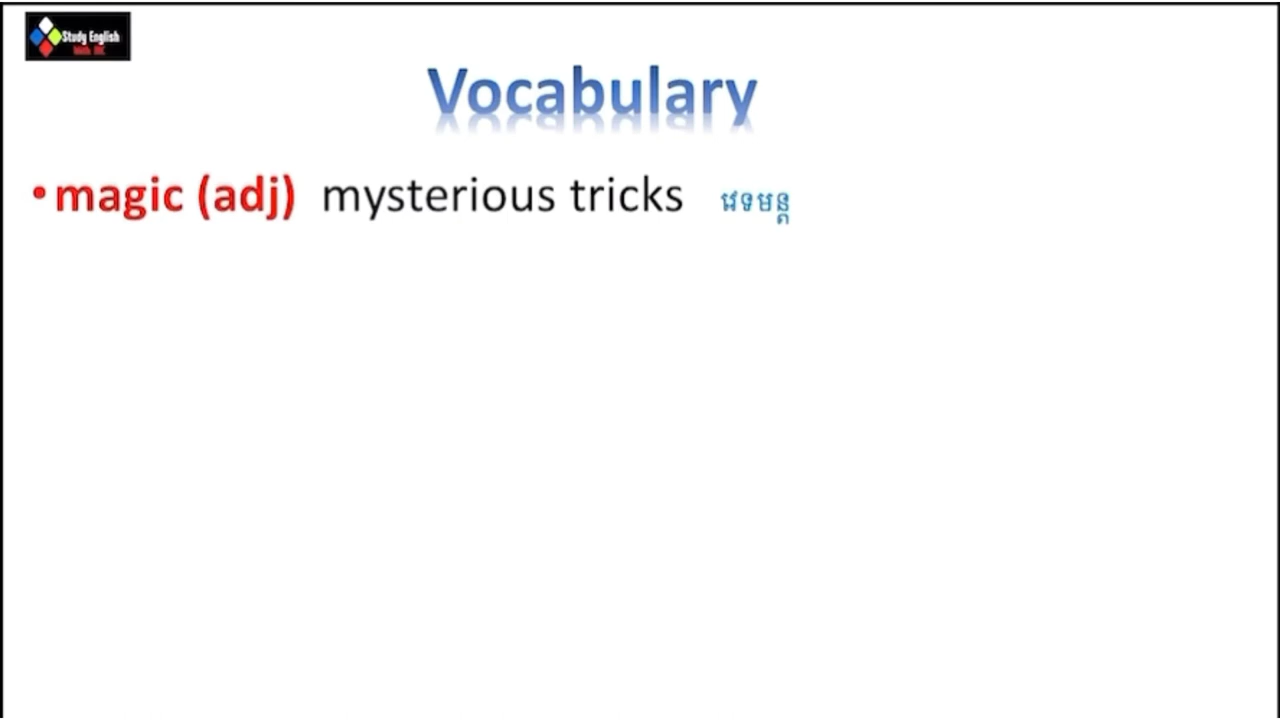 Study English
Vocabulary
• magic (adj) mysterious tricks វេទមន្ត